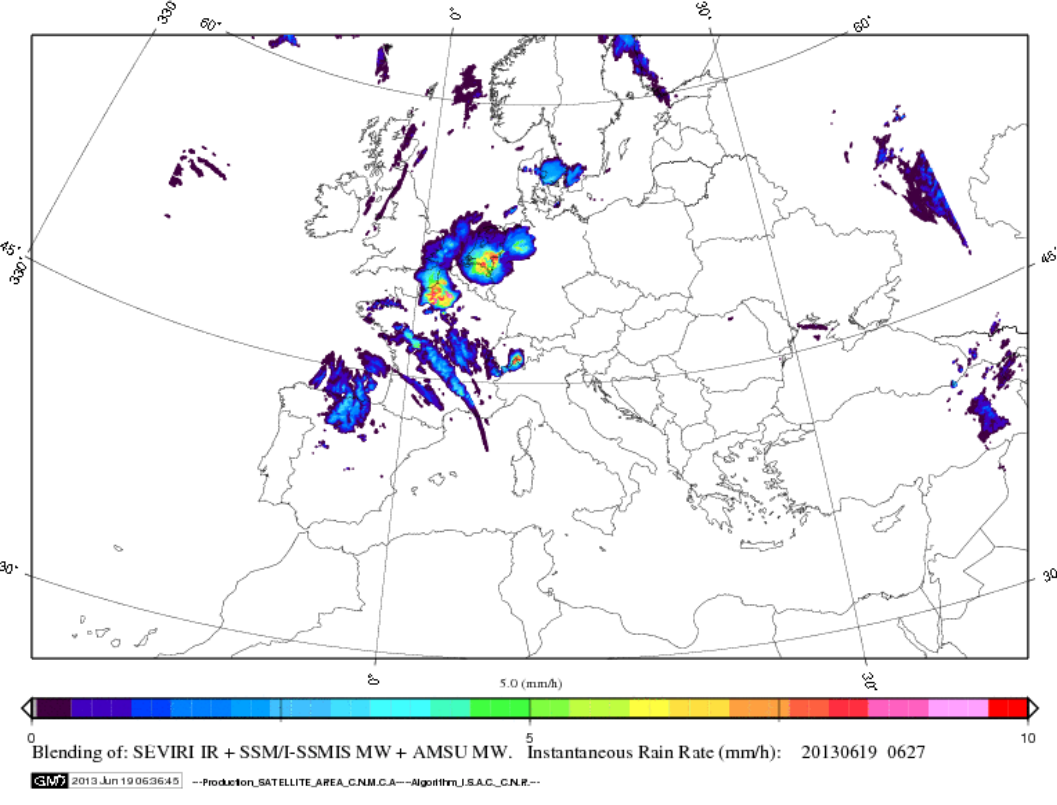 330 0° 30°
60° 60°
45° 45°
330°
30° 30
0° 30°
5.0 (mm/h)
0 5 10
Blending of: SEVIRI IR + SSM/I-SSMIS MW + AMSU MW. Instantaneous Rain Rate (mm/h): 20130619 0627
GMT 2013 Jun 19 06:36:45 ---Production_SATELLITE_AREA_C.N.M.C.A----Algorithm_I.S.A.C._C.N.R.---